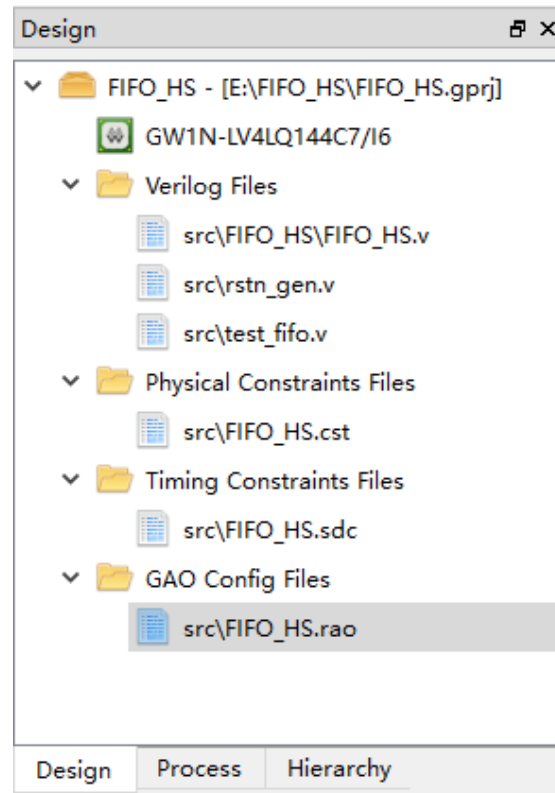 Design
FIFO_HS - [E:\FIFO_HS\FIFO_HS.gprj]
GW1N-LV4LQ144C7/I6
Verilog Files
src\FIFO_HS\FIFO_HS.v
src\rstn_gen.v
src\test_fifo.v
Physical Constraints Files
src\FIFO_HS.cst
Timing Constraints Files
src\FIFO_HS.sdc
GAO Config Files
src\FIFO_HS.rao
Design Process Hierarchy